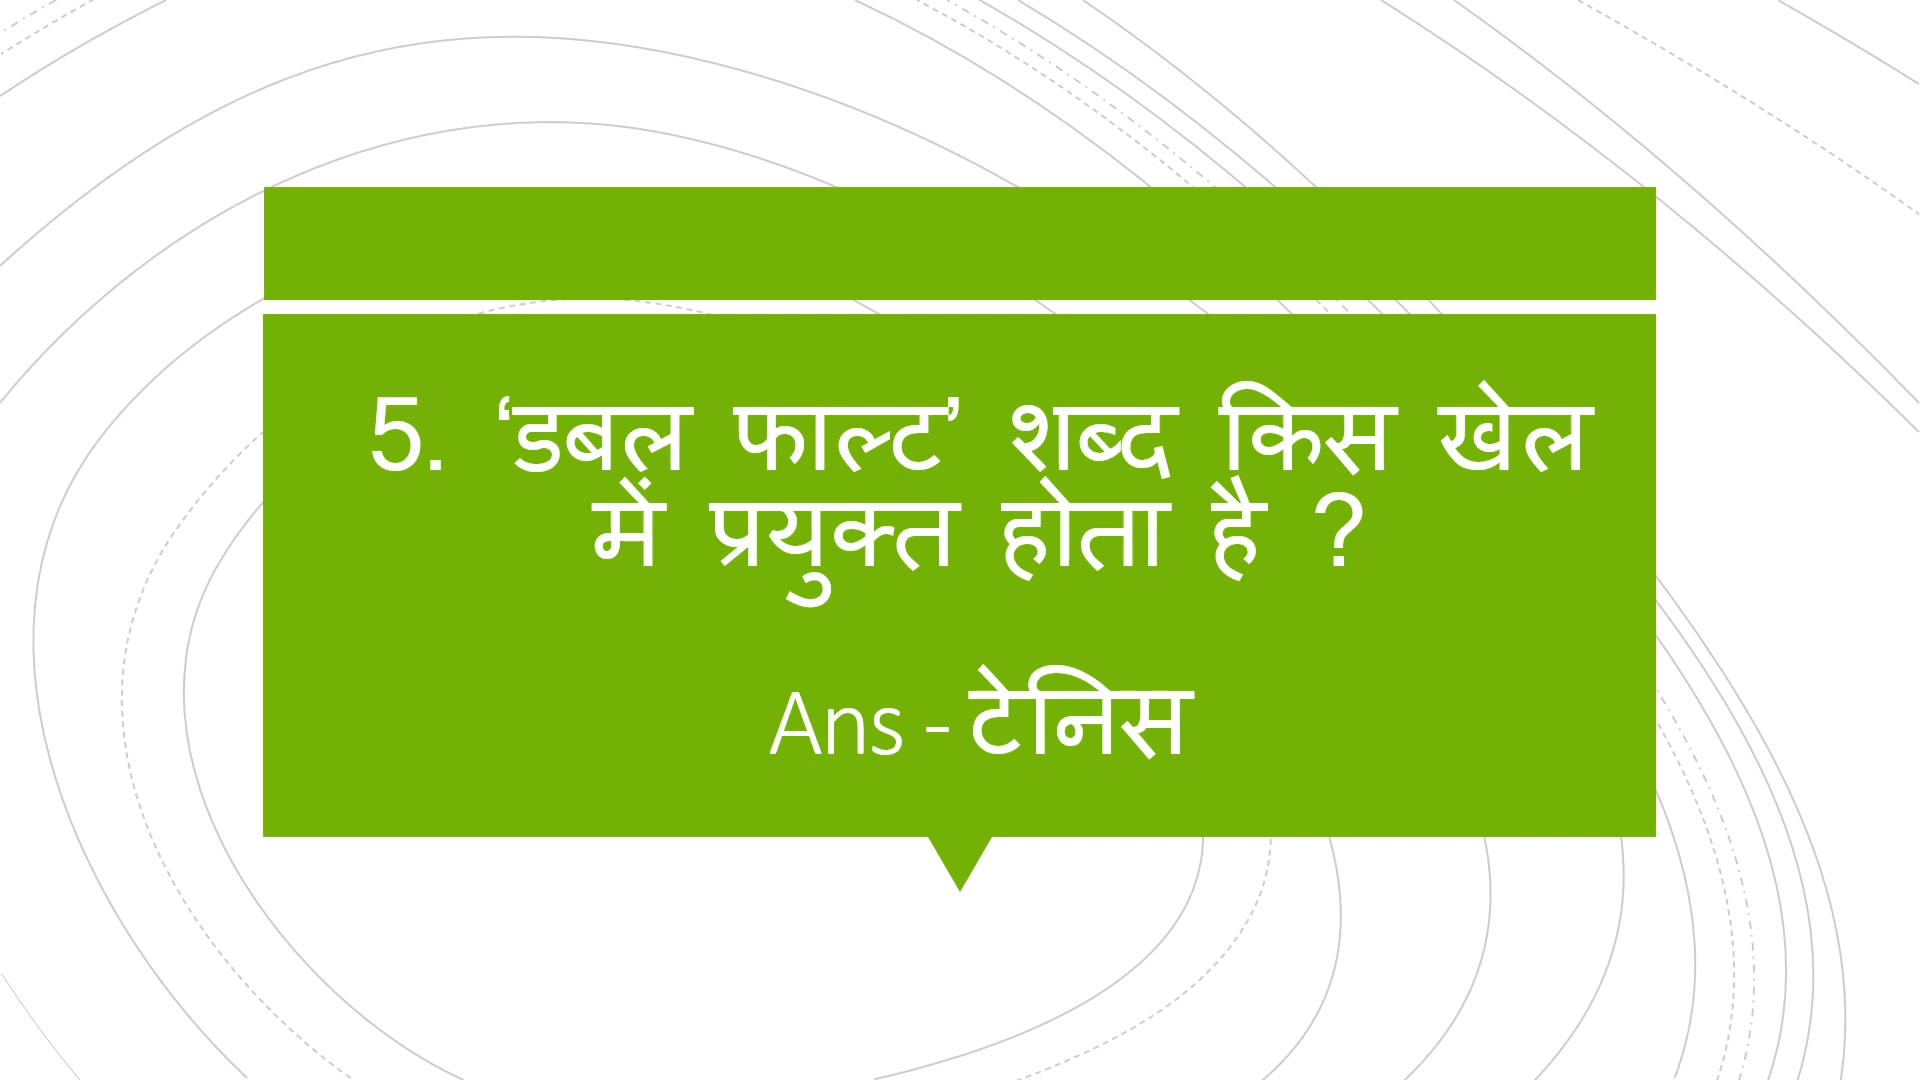 5. ‘डबल फाल्ट’ शब्द किस खेल
में प्रयुक्त होता है ?
Ans - टेनिस